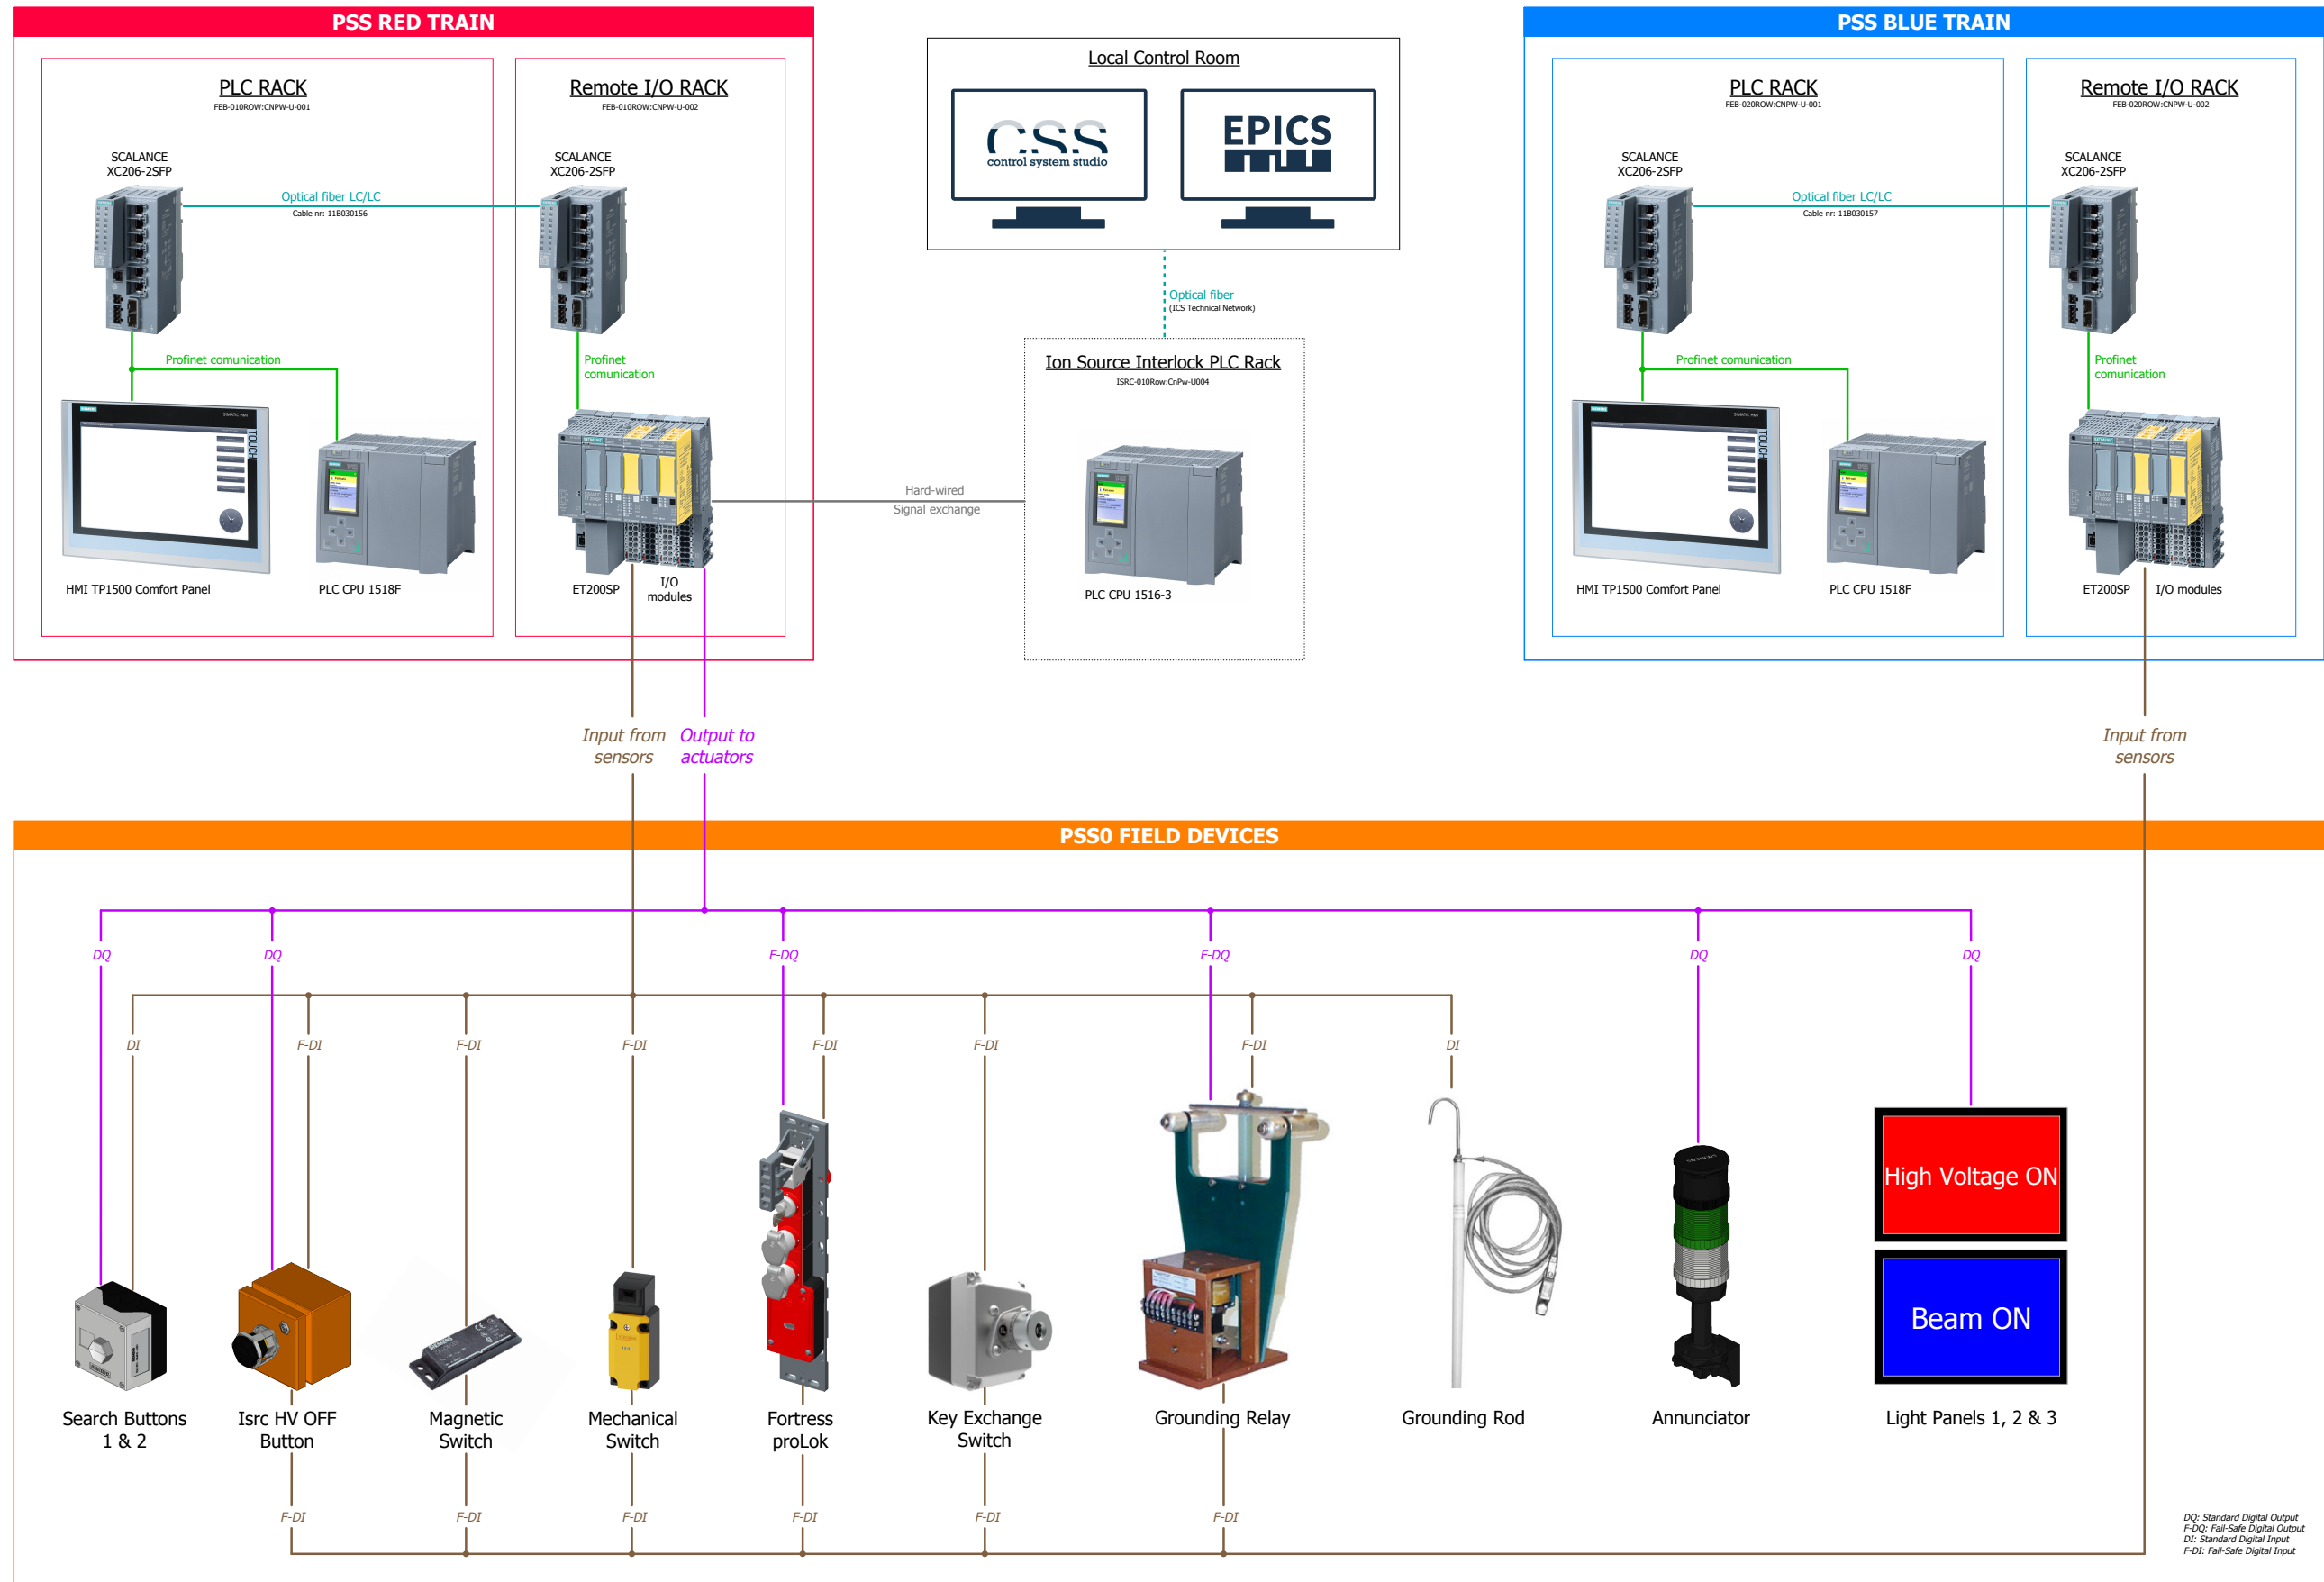 PSS RED TRAIN
PLC RACK
FEB-010ROW:CNPW-U-001
Remote I/O RACK
FEB-010ROW:CNPW-U-002
SCALANCE
XC206-2SFP
SCALANCE
XC206-2SFP
Optical fiber LC/LC
Cable nr: 11B030156
Profinet comunication
Profinet
comunication
SIEMENS
SIMATIC HMI
TOUCH
HMI TP1500 Comfort Panel
PLC CPU 1518F
ET200SP
I/O
modules
Local Control Room
CSS
control system studio
EPICS
Optical fiber
(ICS Technical Network)
Ion Source Interlock PLC Rack
ISRC-010Row:CnPw-U004
Hard-wired
Signal exchange
PLC CPU 1516-3
PSS BLUE TRAIN
PLC RACK
FEB-020ROW:CNPW-U-001
Remote I/O RACK
FEB-020ROW:CNPW-U-002
SCALANCE
XC206-2SFP
SCALANCE
XC206-2SFP
Optical fiber LC/LC
Cable nr: 11B030157
Profinet comunication
Profinet
comunication
SIEMENS
SIMATIC HMI
TOUCH
HMI TP1500 Comfort Panel
PLC CPU 1518F
ET200SP
I/O modules
Input from
sensors
Output to
actuators
Input from
sensors
PSS0 FIELD DEVICES
DQ
DQ
F-DQ
F-DQ
DQ
DQ
DI
F-DI
F-DI
F-DI
F-DI
F-DI
F-DI
DI
High Voltage ON
Beam ON
SIEMENS
Search Buttons
1 & 2
Isrc HV OFF
Button
Magnetic
Switch
Mechanical
Switch
Fortress
proLok
Key Exchange
Switch
Grounding Relay
Grounding Rod
Annunciator
Light Panels 1, 2 & 3
F-DI
F-DI
F-DI
F-DI
F-DI
F-DI
DQ: Standard Digital Output
F-DQ: Fail-Safe Digital Output
DI: Standard Digital Input
F-DI: Fail-Safe Digital Input